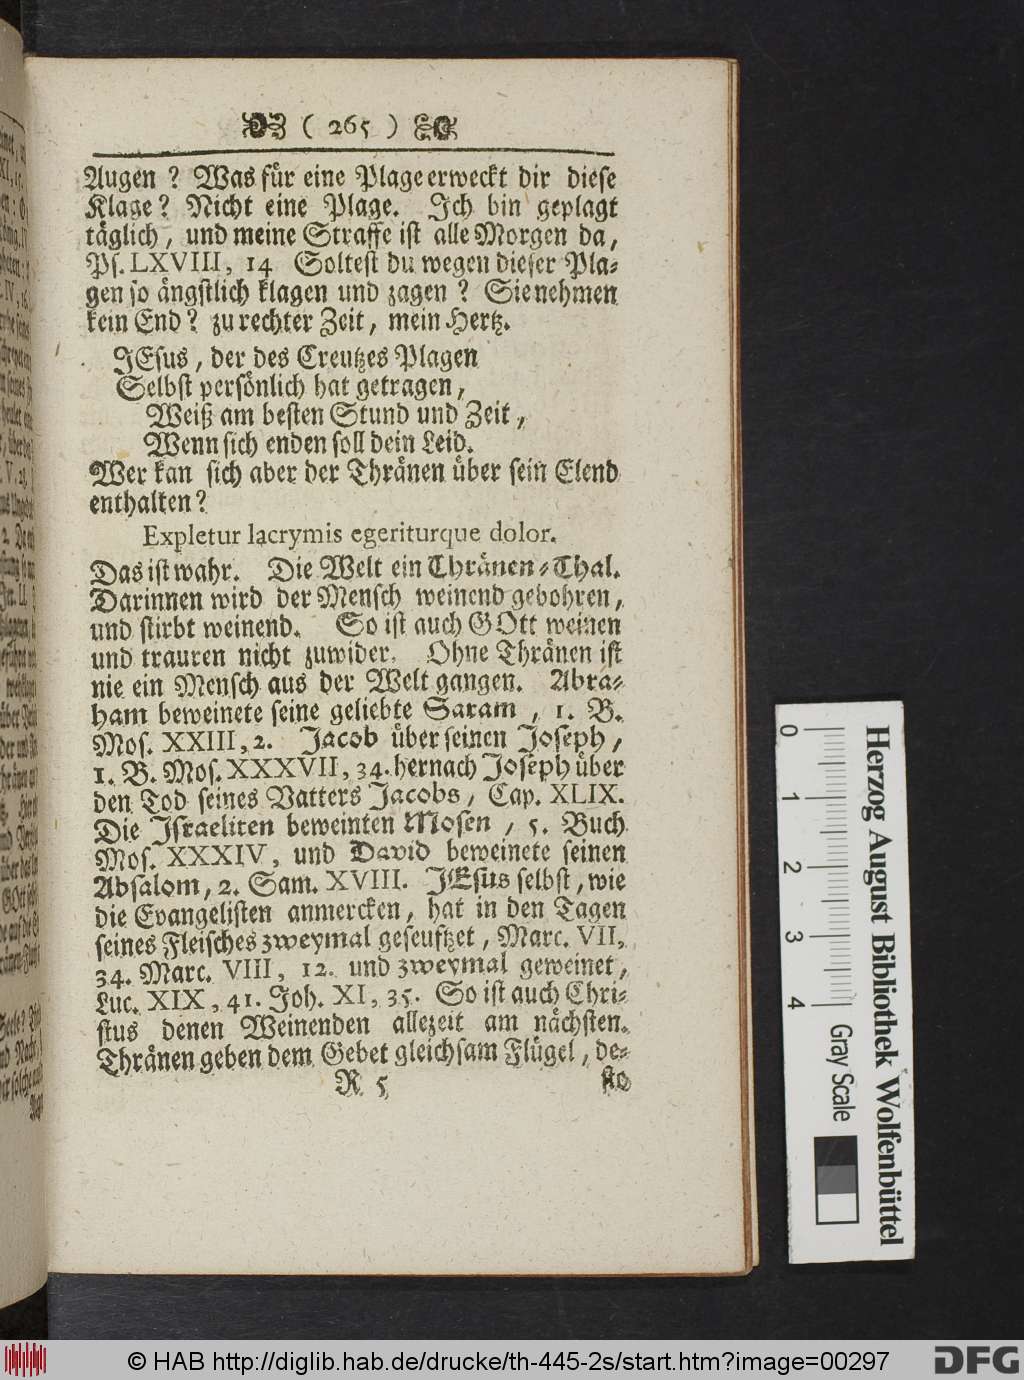 ( 265 )
Augen ? Was für eine Plage erweckt dir diese
Klage? Nicht eine Plage. Ich bin geplagt
täglich, und meine Straffe ist alle Morgen da,
Ps. LXVIII, 14 Soltest du wegen dieser Pla-
gen so ängstlich klagen und zagen ? Sie nehmen
kein End? zu rechter Zeit, mein Hertz.
JEsus, der des Creutzes Plagen
Selbst persönlich hat getragen,
Weiß am besten Stund und Zeit,
Wenn sich enden soll dein Leid.
Wer kan sich aber der Thränen über sein Elend
enthalten?
Expletur lacrymis egeriturque dolor.
Das ist wahr. Die Welt ein Thränen-Thal.
Darinnen wird der Mensch weinend gebohren,
und stirbt weinend. So ist auch GOtt weinen
und trauren nicht zuwider. Ohne Thränen ist
nie ein Mensch aus der Welt gangen. Abra-
ham beweinete seine geliebte Saram, 1. B.
Mos. XXIII, 2. Jacob über seinen Joseph,
1. B. Mos. XXXVII, 34. hernach Joseph über
den Tod seines Vatters Jacobs, Cap. XLIX.
Die Israeliten beweinten Mosen, 5. Buch
Mos. XXXIV, und David beweinete seinen
Absalom, 2. Sam. XVIII. JEsus selbst, wie
die Evangelisten anmercken, hat in den Tagen
seines Fleisches zweymal geseuftzet, Marc. VII,
34. Marc. VIII, 12. und zweymal geweinet,
Luc. XIX, 41. Joh. XI, 35. So ist auch Chri-
stus denen Weinenden allezeit am nächsten.
Thränen geben dem Gebet gleichsam Flügel, de-
R 5 sto
Herzog August Bibliothek Wolfenbüttel
0 1 2 3 4 Gray Scale
© HAB http://diglib.hab.de/drucke/th-445-2s/start.htm?image=00297
DFG